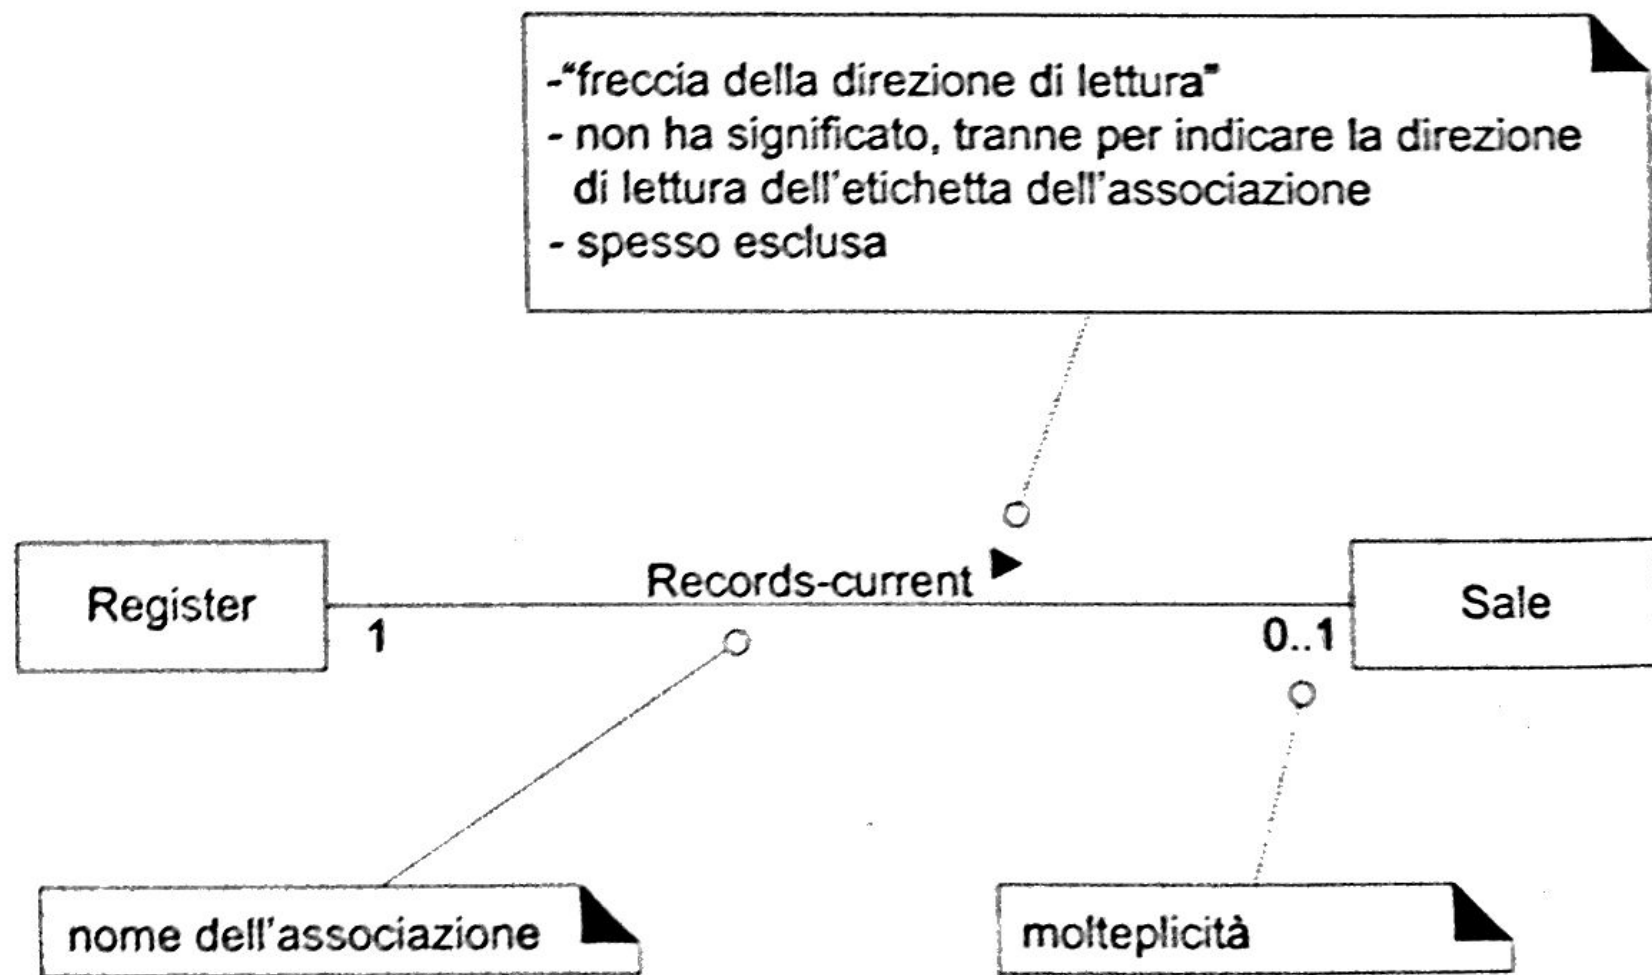 -"freccia della direzione di lettura"
- non ha significato, tranne per indicare la direzione
di lettura dell'etichetta dell'associazione
- spesso esclusa
Register
1
Records-current
0..1
Sale
nome dell'associazione
molteplicità